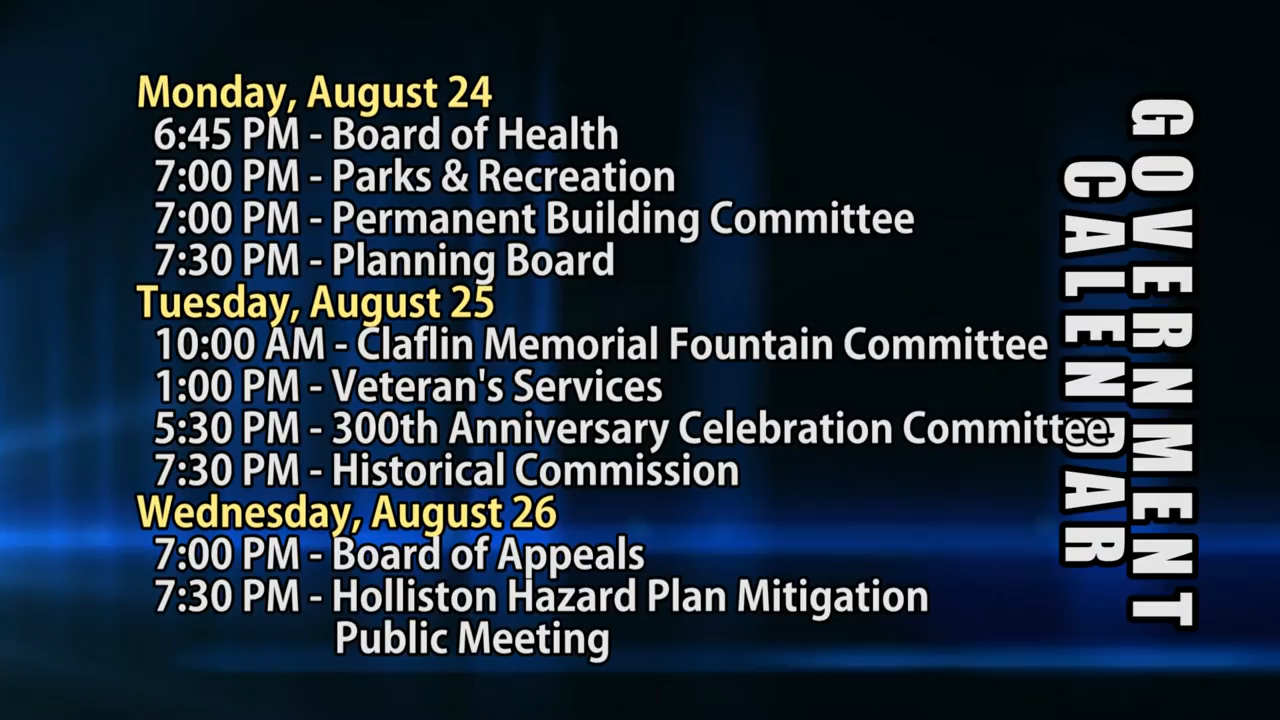 Monday, August 24
6:45 PM - Board of Health
7:00 PM - Parks & Recreation
7:00 PM - Permanent Building Committee
7:30 PM - Planning Board
Tuesday, August 25
10:00 AM - Claflin Memorial Fountain Committee
1:00 PM - Veteran's Services
5:30 PM - 300th Anniversary Celebration Committee
7:30 PM - Historical Commission
Wednesday, August 26
7:00 PM - Board of Appeals
7:30 PM - Holliston Hazard Plan Mitigation
Public Meeting
GOVERNMENT
CALENDAR